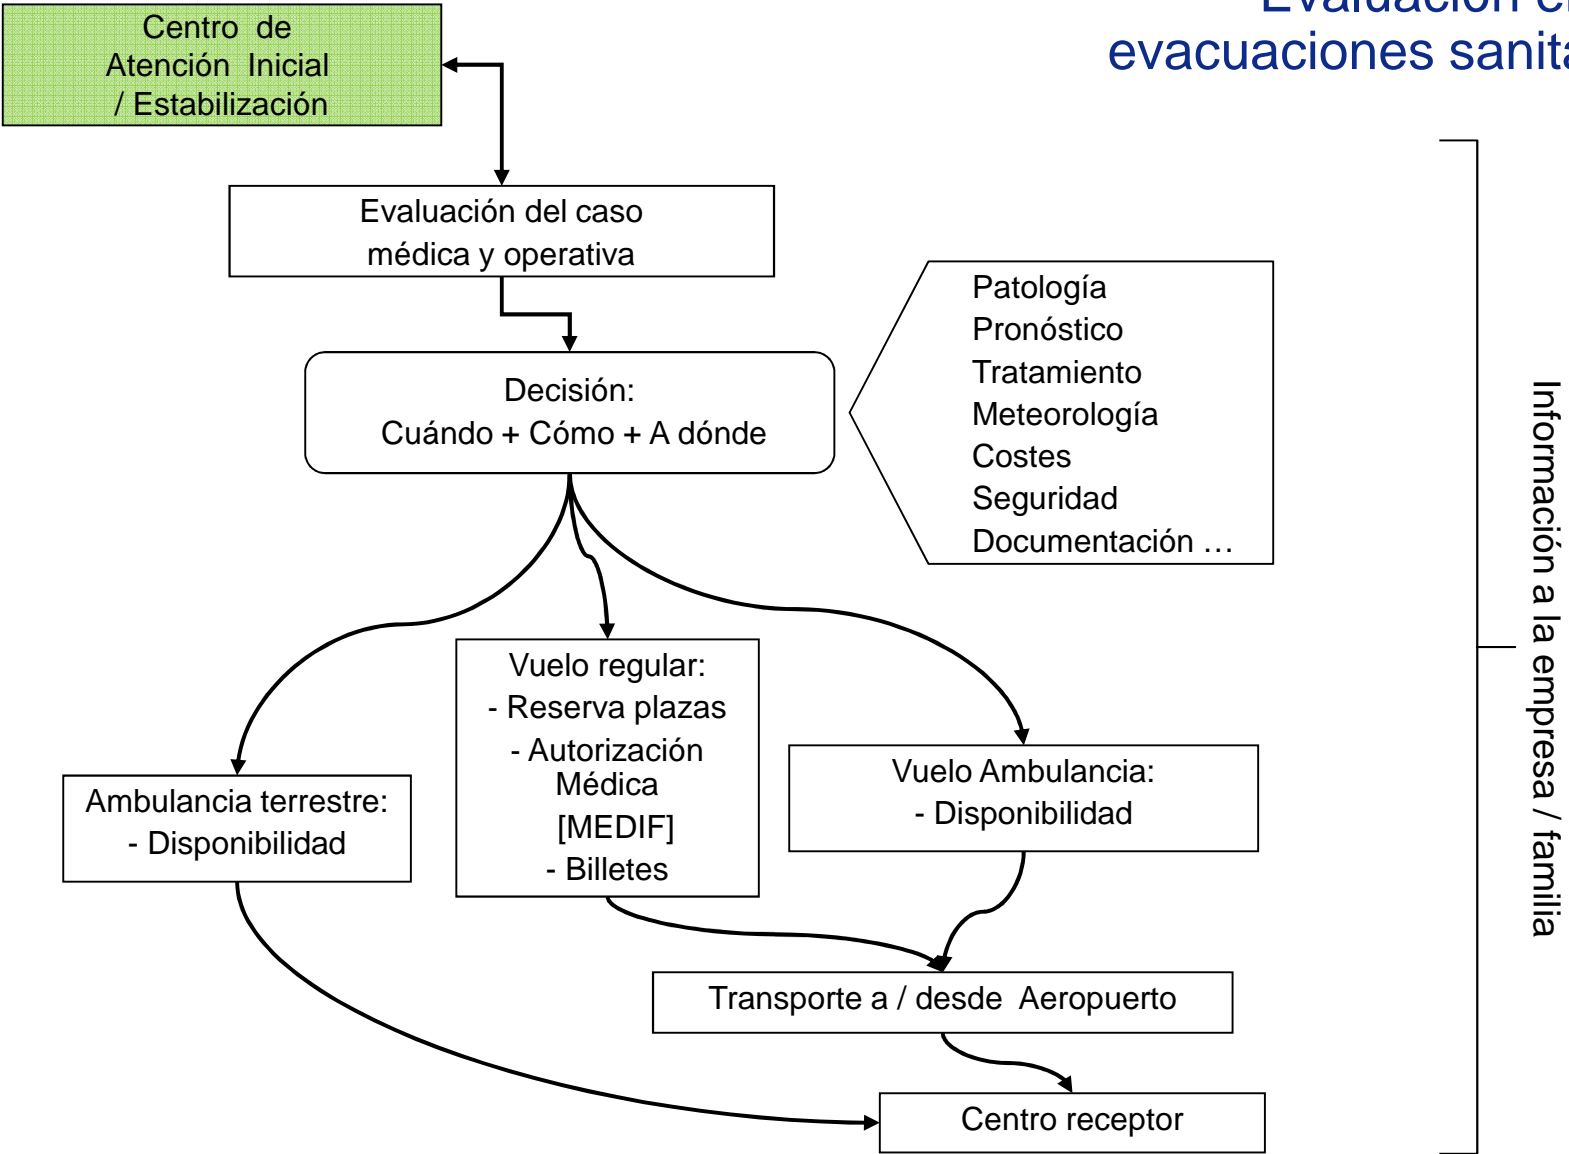 Evaluación e
evacuaciones sanita
Centro de
Atención Inicial
/ Estabilización
Evaluación del caso
médica y operativa
Decisión:
Cuándo + Cómo + A dónde
Patología
Pronóstico
Tratamiento
Meteorología
Costes
Seguridad
Documentación …
Ambulancia terrestre:
- Disponibilidad
Vuelo regular:
- Reserva plazas
- Autorización
Médica
[MEDIF]
- Billetes
Vuelo Ambulancia:
- Disponibilidad
Transporte a / desde Aeropuerto
Centro receptor
Información a la empresa / familia